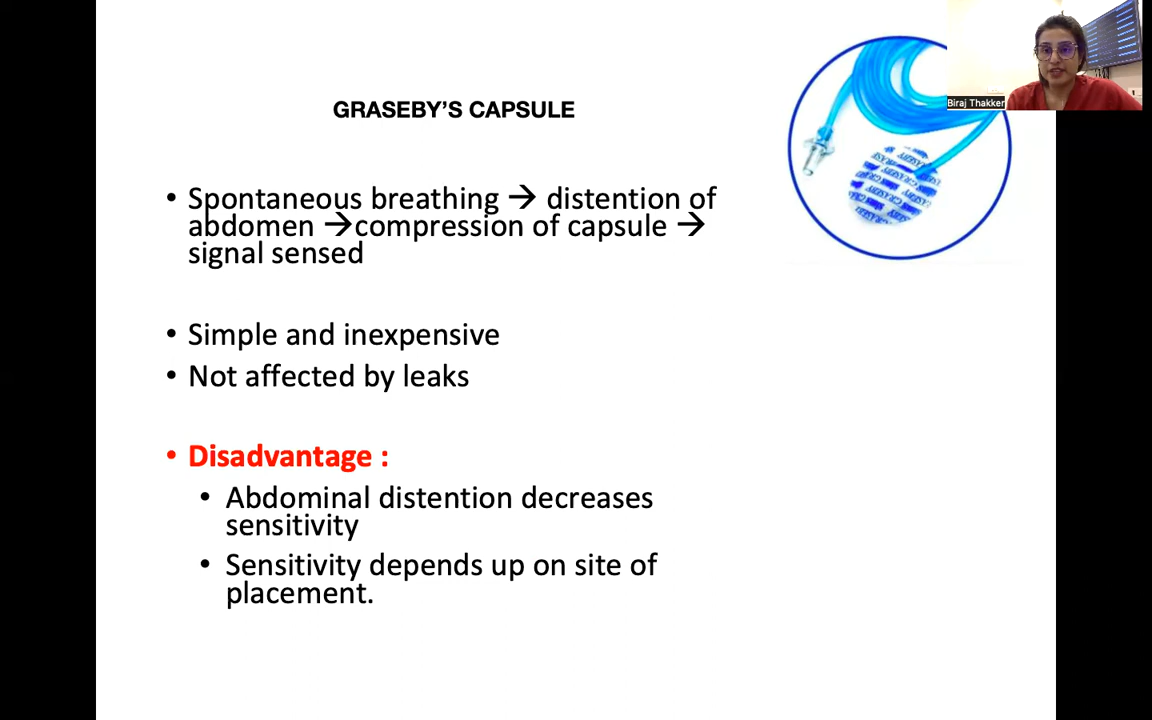 GRASEBY'S CAPSULE
Biraj Thakker
• Spontaneous breathing → distention of
abdomen →compression of capsule →
signal sensed
• Simple and inexpensive
• Not affected by leaks
• Disadvantage :
• Abdominal distention decreases
sensitivity
• Sensitivity depends up on site of
placement.